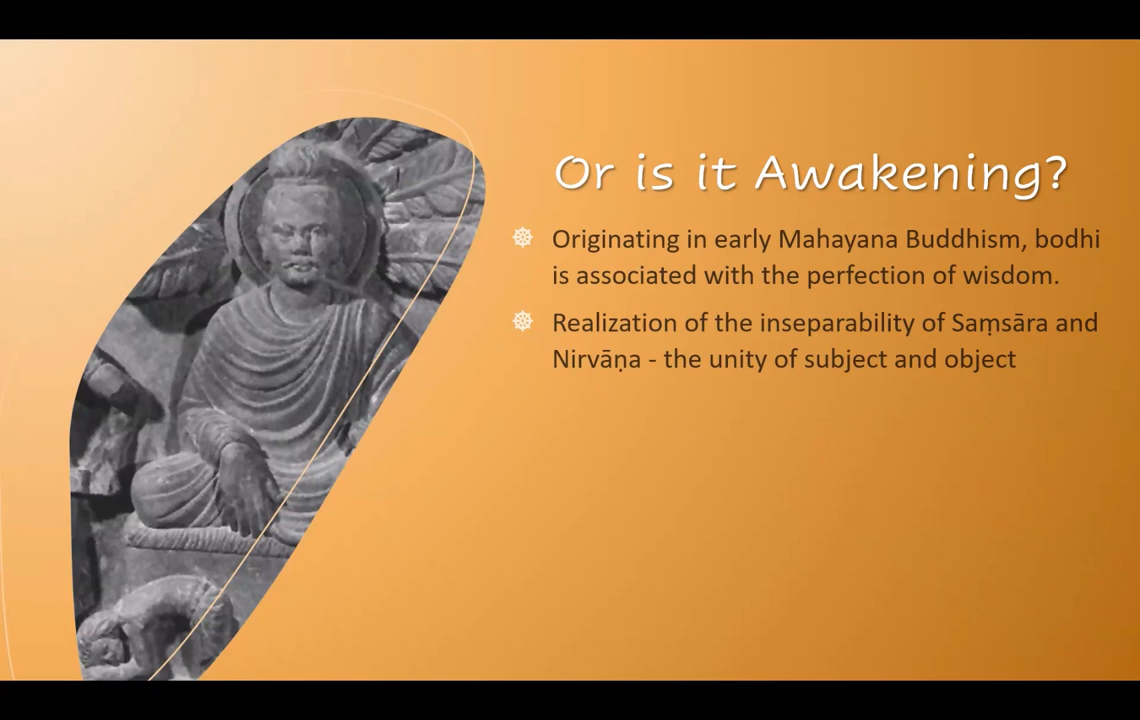 Or is it Awakening?
Originating in early Mahayana Buddhism, bodhi
is associated with the perfection of wisdom.
Realization of the inseparability of Saṃsāra and
Nirvāṇa - the unity of subject and object